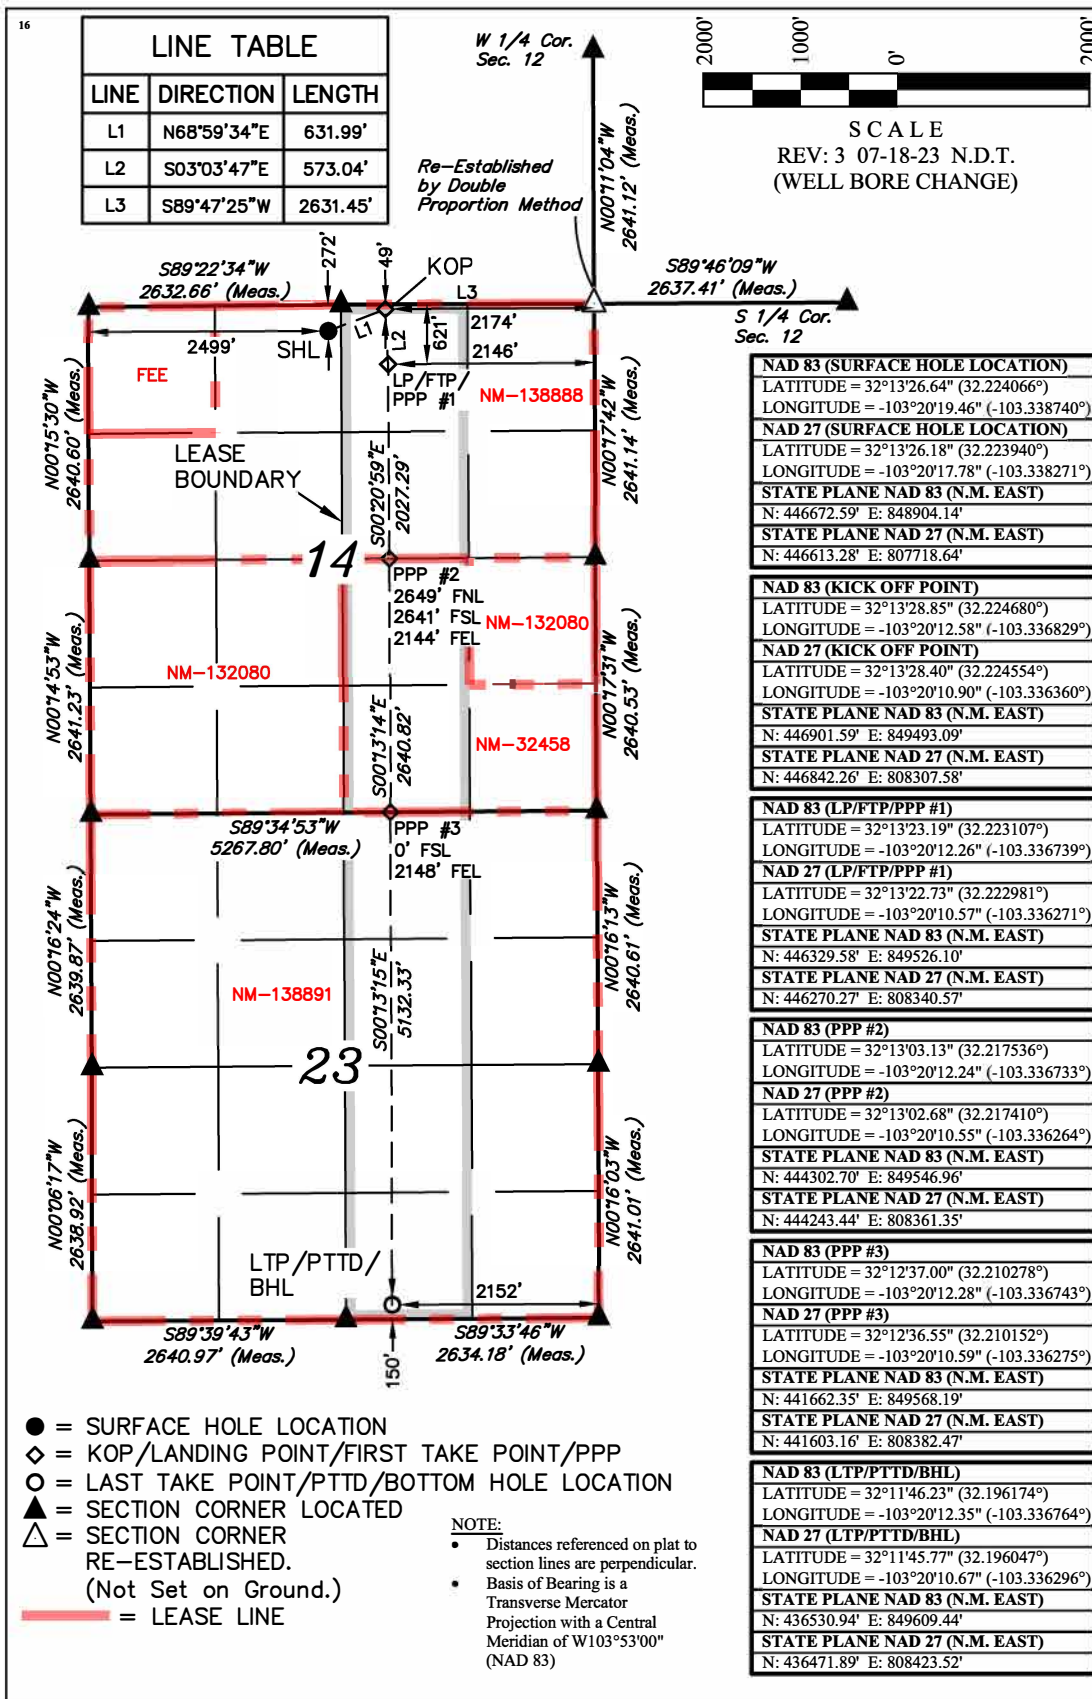 16
LINE TABLE
LINE DIRECTION LENGTH
L1 N68°59'34"E 631.99'
L2 S03°03'47"E 573.04'
L3 S89°47'25"W 2631.45'
W 1/4 Cor.
Sec. 12
2000' 1000' 0' 2000'
SCALE
REV: 3 07-18-23 N.D.T.
(WELL BORE CHANGE)
N00°11'04"W
2641.12' (Meas.)
Re-Established
by Double
Proportion Method
S89°22'34"W
2632.66' (Meas.)
272'
49'
KOP
L3
S89°46'09"W
2637.41' (Meas.)
S 1/4 Cor.
Sec. 12
2174'
L1
L2
621'
2499'
SHL
2146'
FEE
LP/FTP/
PPP #1
NM-138888
N00°15'30"W
2640.60' (Meas.)
LEASE
BOUNDARY
S00°20'59"E
2027.29'
N00°17'42"W
2641.14' (Meas.)
14
PPP #2
2649' FNL
2641' FSL
2144' FEL
NM-132080
NM-132080
N00°14'53"W
2641.23' (Meas.)
S00°13'14"E
2640.82'
NM-32458
N00°17'31"W
2640.53' (Meas.)
S89°34'53"W
5267.80' (Meas.)
PPP #3
0' FSL
2148' FEL
N00°16'24"W
2639.87' (Meas.)
NM-138891
S00°13'15"E
5132.33'
N00°16'13"W
2640.61' (Meas.)
23
N00°06'17"W
2638.92' (Meas.)
N00°16'03"W
2641.01' (Meas.)
LTP/PTTD/
BHL
2152'
S89°39'43"W
2640.97' (Meas.)
150'
S89°33'46"W
2634.18' (Meas.)
NAD 83 (SURFACE HOLE LOCATION)
LATITUDE = 32°13'26.64" (32.224066°)
LONGITUDE = -103°20'19.46" (-103.338740°)
NAD 27 (SURFACE HOLE LOCATION)
LATITUDE = 32°13'26.18" (32.223940°)
LONGITUDE = -103°20'17.78" (-103.338271°)
STATE PLANE NAD 83 (N.M. EAST)
N: 446672.59' E: 848904.14'
STATE PLANE NAD 27 (N.M. EAST)
N: 446613.28' E: 807718.64'
NAD 83 (KICK OFF POINT)
LATITUDE = 32°13'28.85" (32.224680°)
LONGITUDE = -103°20'12.58" (-103.336829°)
NAD 27 (KICK OFF POINT)
LATITUDE = 32°13'28.40" (32.224554°)
LONGITUDE = -103°20'10.90" (-103.336360°)
STATE PLANE NAD 83 (N.M. EAST)
N: 446901.59' E: 849493.09'
STATE PLANE NAD 27 (N.M. EAST)
N: 446842.26' E: 808307.58'
NAD 83 (LP/FTP/PPP #1)
LATITUDE = 32°13'23.19" (32.223107°)
LONGITUDE = -103°20'12.26" (-103.336739°)
NAD 27 (LP/FTP/PPP #1)
LATITUDE = 32°13'22.73" (32.222981°)
LONGITUDE = -103°20'10.57" (-103.336271°)
STATE PLANE NAD 83 (N.M. EAST)
N: 446329.58' E: 849526.10'
STATE PLANE NAD 27 (N.M. EAST)
N: 446270.27' E: 808340.57'
NAD 83 (PPP #2)
LATITUDE = 32°13'03.13" (32.217536°)
LONGITUDE = -103°20'12.24" (-103.336733°)
NAD 27 (PPP #2)
LATITUDE = 32°13'02.68" (32.217410°)
LONGITUDE = -103°20'10.55" (-103.336264°)
STATE PLANE NAD 83 (N.M. EAST)
N: 444302.70' E: 849546.96'
STATE PLANE NAD 27 (N.M. EAST)
N: 444243.44' E: 808361.35'
NAD 83 (PPP #3)
LATITUDE = 32°12'37.00" (32.210278°)
LONGITUDE = -103°20'12.28" (-103.336743°)
NAD 27 (PPP #3)
LATITUDE = 32°12'36.55" (32.210152°)
LONGITUDE = -103°20'10.59" (-103.336275°)
STATE PLANE NAD 83 (N.M. EAST)
N: 441662.35' E: 849568.19'
STATE PLANE NAD 27 (N.M. EAST)
N: 441603.16' E: 808382.47'
NAD 83 (LTP/PTTD/BHL)
LATITUDE = 32°11'46.23" (32.196174°)
LONGITUDE = -103°20'12.35" (-103.336764°)
NAD 27 (LTP/PTTD/BHL)
LATITUDE = 32°11'45.77" (32.196047°)
LONGITUDE = -103°20'10.67" (-103.336296°)
STATE PLANE NAD 83 (N.M. EAST)
N: 436530.94' E: 849609.44'
STATE PLANE NAD 27 (N.M. EAST)
N: 436471.89' E: 808423.52'
= SURFACE HOLE LOCATION
= KOP/LANDING POINT/FIRST TAKE POINT/PPP
= LAST TAKE POINT/PTTD/BOTTOM HOLE LOCATION
= SECTION CORNER LOCATED
= SECTION CORNER
RE-ESTABLISHED.
(Not Set on Ground.)
= LEASE LINE
NOTE:
• Distances referenced on plat to
section lines are perpendicular.
• Basis of Bearing is a
Transverse Mercator
Projection with a Central
Meridian of W103°53'00"
(NAD 83)